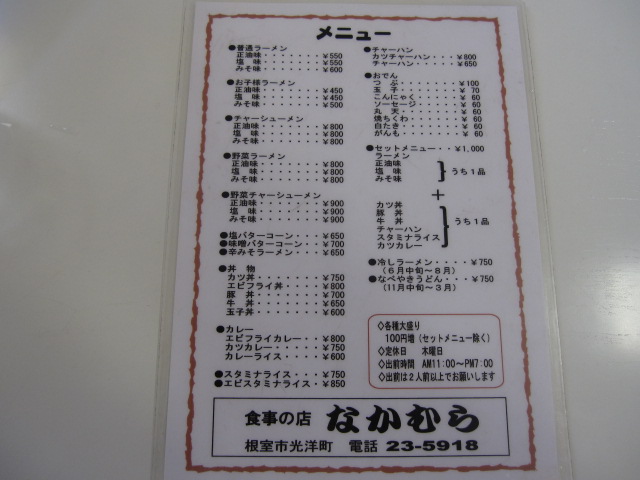 メニュー
●普通ラーメン
正油味・・・・・・・¥550
塩　味・・・・・・・¥550
みそ味・・・・・・・¥600
●お子様ラーメン
正油味・・・・・・・¥450
塩　味・・・・・・・¥450
みそ味・・・・・・・¥500
●チャーシューメン
正油味・・・・・・・¥800
塩　味・・・・・・・¥800
みそ味・・・・・・・¥800
●野菜ラーメン
正油味・・・・・・・¥800
塩　味・・・・・・・¥800
みそ味・・・・・・・¥800
●野菜チャーシューメン
正油味・・・・・・・¥900
塩　味・・・・・・・¥900
みそ味・・・・・・・¥900
●塩バターコーン・・・¥650
●味噌バターコーン・・¥700
●辛みそラーメン・・・¥650
●丼　物
カツ丼・・・・・・・¥750
エビフライ丼・・・・¥800
豚　丼・・・・・・・¥700
牛　丼・・・・・・・¥650
玉子丼・・・・・・・¥600
●カレー
エビフライカレー・・¥800
カツカレー・・・・・¥750
カレーライス・・・・¥600
●スタミナライス・・・¥750
●エビスタミナライス・¥850
●チャーハン
カツチャーハン・・・¥800
チャーハン・・・・・¥650
●おでん
つ　ぶ・・・・・・¥100
玉　子・・・・・・¥ 70
こんにゃく・・・・¥ 60
ソーセージ・・・・¥ 60
丸　天・・・・・・¥ 60
焼ちくわ・・・・・¥ 60
白たき・・・・・・¥ 60
がんも・・・・・・¥ 60
●セットメニュー・・¥1,000
ラーメン
正油味
塩　味　うち1品
みそ味
＋
カツ丼
豚　丼
牛　丼　うち1品
チャーハン
スタミナライス
カツカレー
●冷しラーメン・・・・¥750
（6月中旬～8月）
●なべやきうどん・・・¥750
（11月中旬～3月）
◇各種大盛り
100円増（セットメニュー除く）
◇定休日　木曜日
◇出前時間　AM11:00～PM7:00
◇出前は2人前以上でお願いします
食事の店　なかむら
根室市光洋町　電話　23-5918